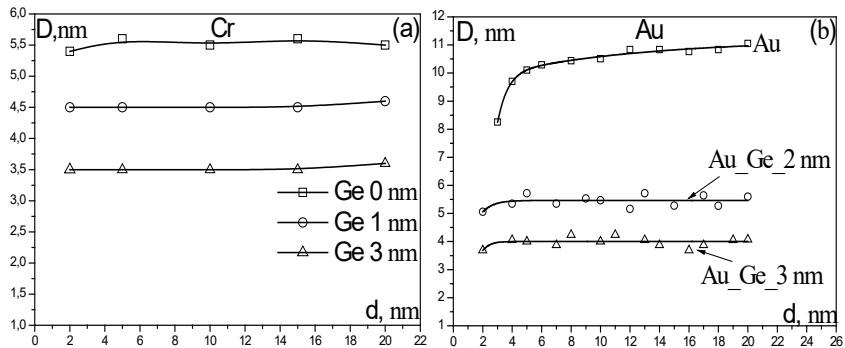 D,nm
Cr
(a)
6,0
5,5
5,0
4,5
4,0
3,5
3,0
2,5
2,0
1,5
1,0
Ge 0 nm
Ge 1 nm
Ge 3 nm
d, nm
0 2 4 6 8 10 12 14 16 18 20 22
D, nm
Au
(b)
12
11
10
9
8
7
6
5
4
3
2
1
Au
Au_Ge_2 nm
Au_Ge_3 nm
d, nm
0 2 4 6 8 10 12 14 16 18 20 22 24 26